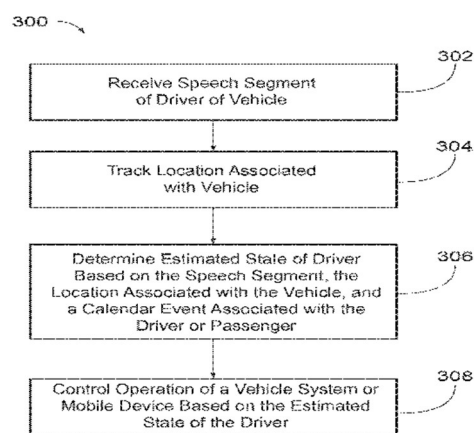 300
302
Receive Speech Segment
of Driver of Vehicle
304
Track Location Associated
with Vehicle
306
Determine Estimated State of Driver
Based on the Speech Segment, the
Location Associated with the Vehicle, and
a Calendar Event Associated with the
Driver or Passenger
308
Control Operation of a Vehicle System or
Mobile Device Based on the Estimated
State of the Driver